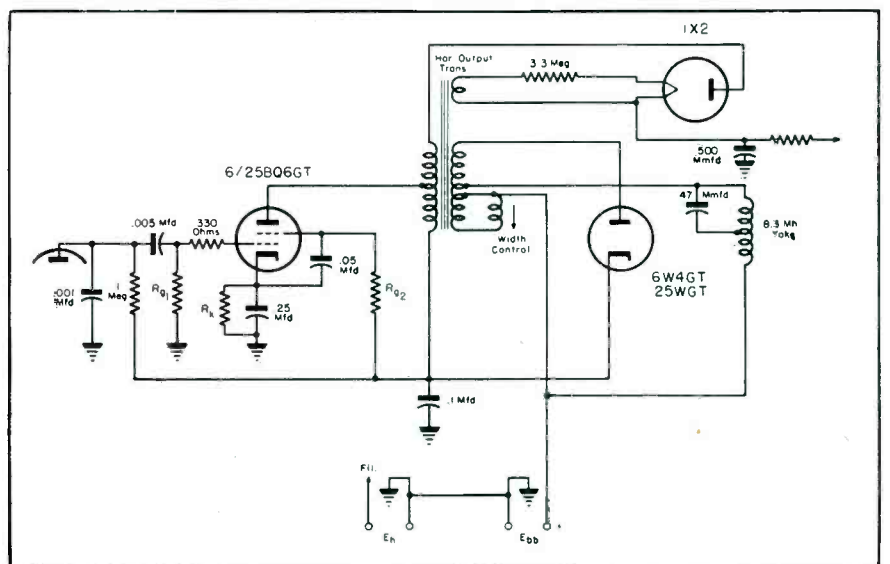 1X2
Hor Output
Trans
3.3 Meg
500
Mmfd
6/25BQ6GT
.005 Mfd
330
Ohms
47
Mmfd
8.3 Mh
Yoke
Width
Control
.001
Mfd
1
Meg
Rg1
Rk
.25
Mfd
.05
Mfd
Rg2
6W4GT
25WGT
.1 Mfd
Fil.
Eh
Ebb
+